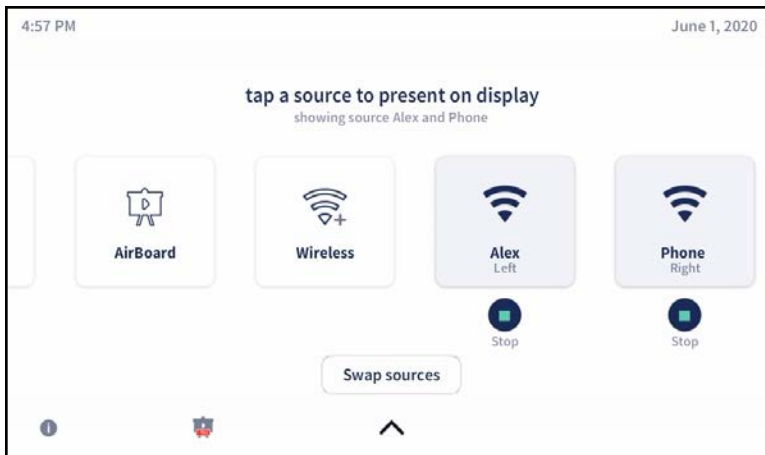 4:57 PM
June 1, 2020
tap a source to present on display
showing source Alex and Phone
AirBoard
Wireless
Alex
Left
Phone
Right
Stop
Stop
Swap sources